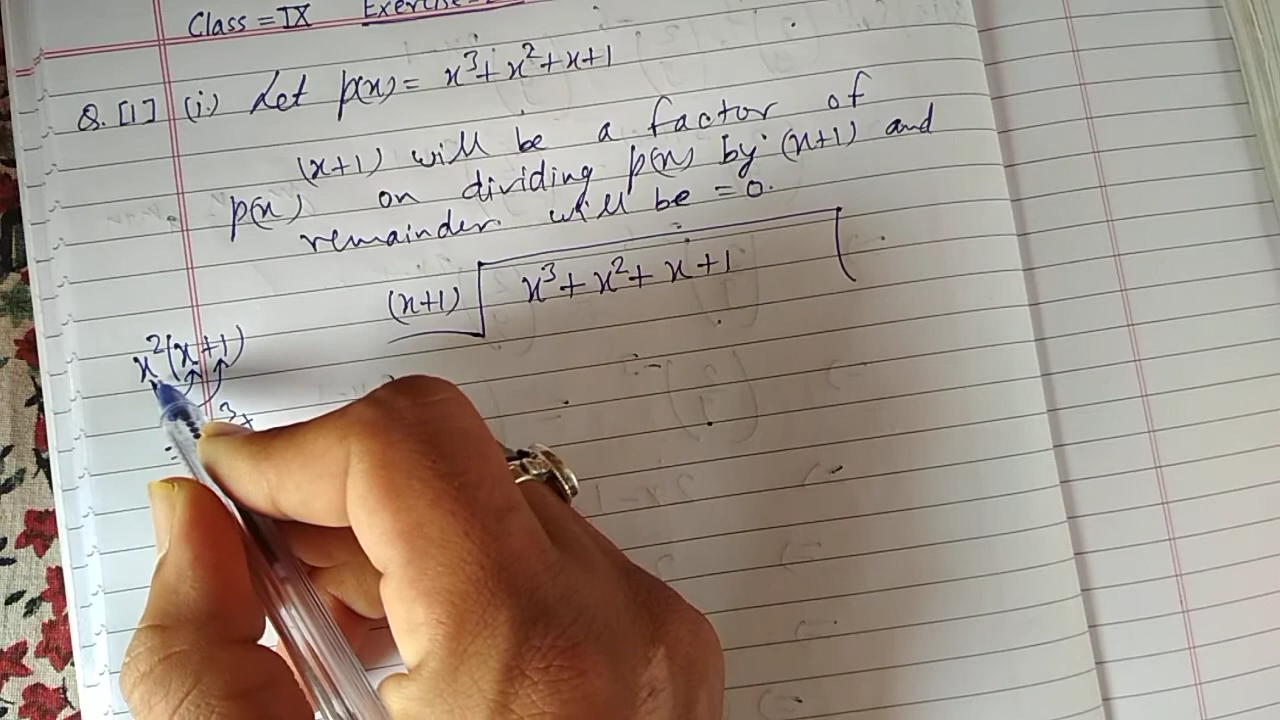 Class = IX Exercise
Q.[1] (i) Let p(x) = x³+x²+x+1
(x+1) will be a factor of
p(x) on dividing p(x) by (x+1) and
remainder will be = 0.
(x+1) x³+x²+x+1
x²(x+1)